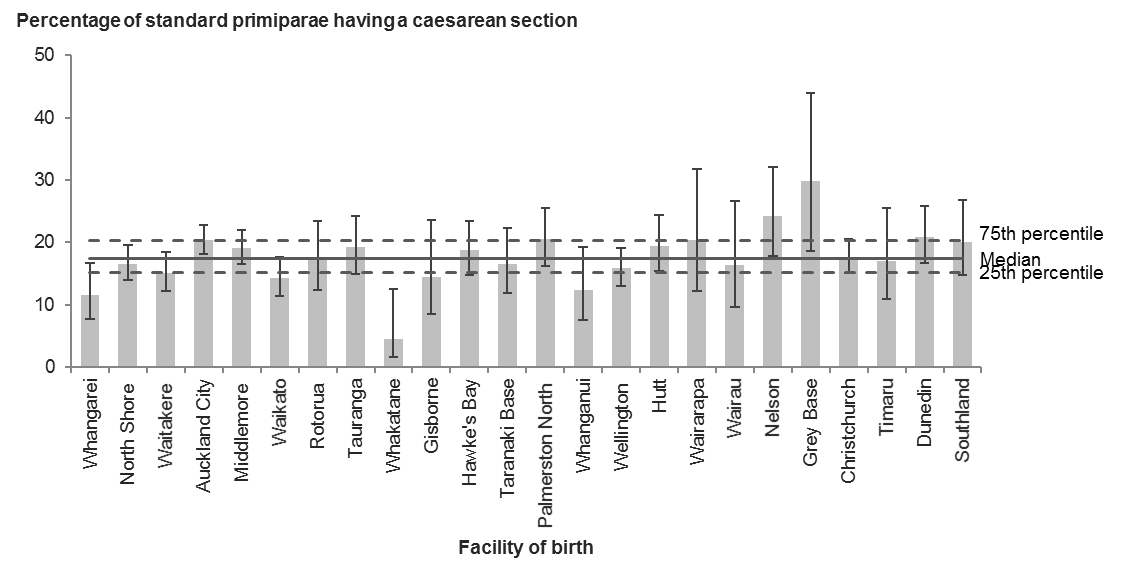 Percentage of standard primiparae having a caesarean section
50
40
30
20
10
0
75th percentile
Median
25th percentile
Whangarei
North Shore
Waitakere
Auckland City
Middlemore
Waikato
Rotorua
Tauranga
Whakatane
Gisborne
Hawke's Bay
Taranaki Base
Palmerston North
Whanganui
Wellington
Hutt
Wairarapa
Wairau
Nelson
Grey Base
Christchurch
Timaru
Dunedin
Southland
Facility of birth